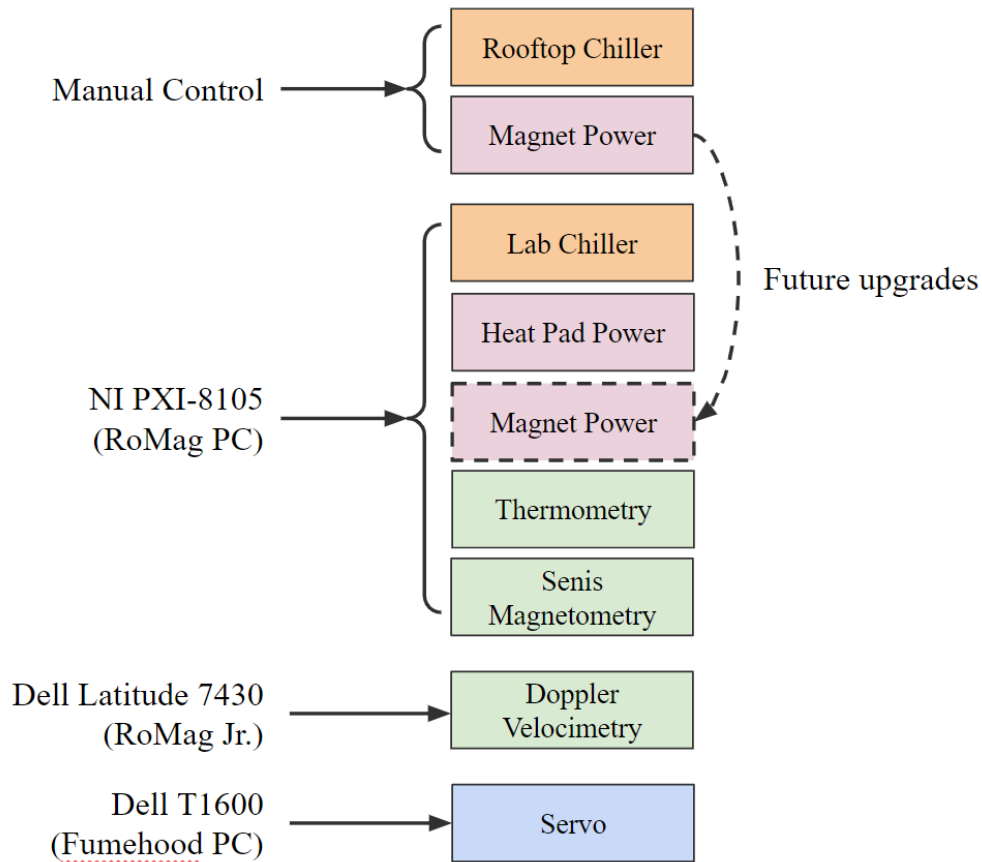 Rooftop Chiller
Manual Control
Magnet Power
Lab Chiller
Future upgrades
Heat Pad Power
NI PXI-8105
(RoMag PC)
Magnet Power
Thermometry
Senis
Magnetometry
Dell Latitude 7430
(RoMag Jr.)
Doppler
Velocimetry
Dell T1600
(Fumehood PC)
Servo